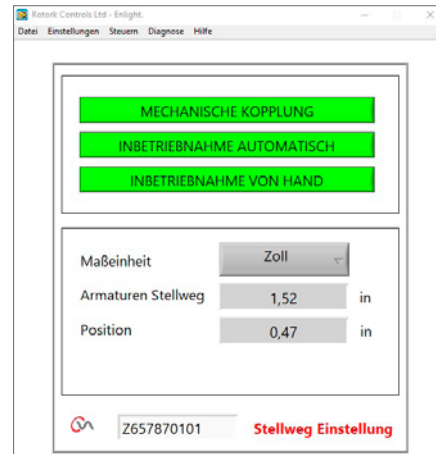 Rotork Controls Ltd - Enlight.
Datei Einstellungen Steuern Diagnose Hilfe
MECHANISCHE KOPPLUNG
INBETRIEBNAHME AUTOMATISCH
INBETRIEBNAHME VON HAND
Maßeinheit Zoll
Armaturen Stellweg 1,52 in
Position 0,47 in
Z657870101 Stellweg Einstellung